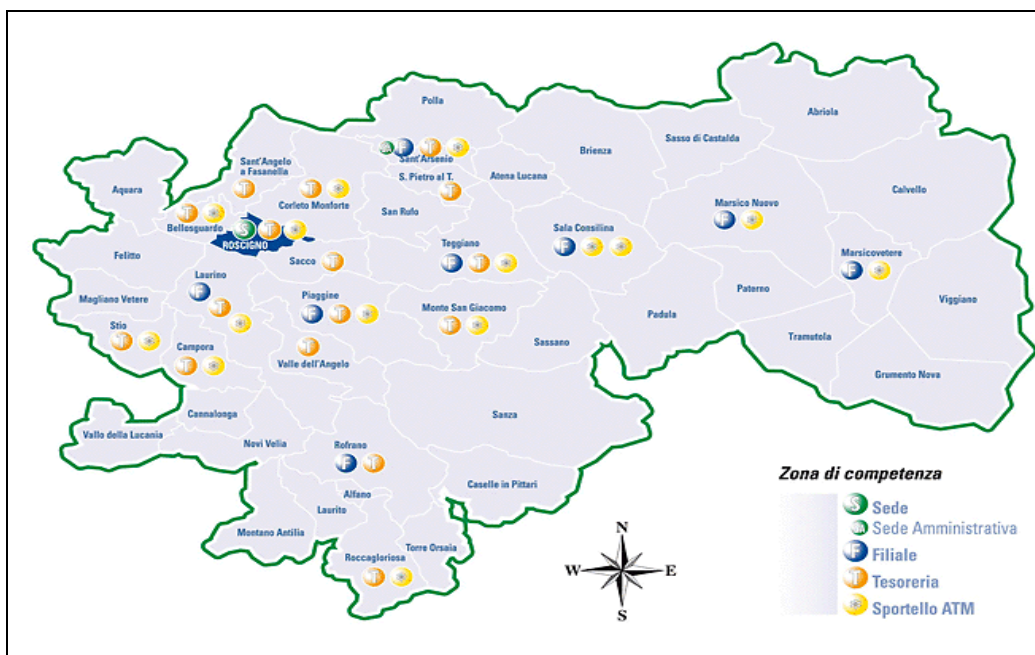 Polla
Abriola
Sasso di Castalda
Brienza
SA F T
Sant'Arsenio
Sant'Angelo
a Fasanella
S. Pietro al T.
Atena Lucana
Aquara
Calvello
T
T
T
Corleto Monforte
San Rufo
Marsico Nuovo
T
F
Bellosguardo
Sala Consilina
S T
ROSCIGNO
Teggiano
F
Felitto
Sacco
T
F T
Marsicovetere
F
Laurino
F
Piaggine
Paterno
Magliano Vetere
T
F T
Monte San Giacomo
Padula
Viggiano
Stio
T
T
Tramutola
T
Campora
T
Valle dell'Angelo
Sassano
Grumento Nova
Cannalonga
Sanza
Vallo della Lucania
Novi Velia
Rofrano
F T
Caselle in Pittari
Alfano
Laurito
Montano Antilia
Torre Orsaia
Roccagloriosa
T
N
W E
S
Zona di competenza
S Sede
SA Sede Amministrativa
F Filiale
T Tesoreria
Sportello ATM